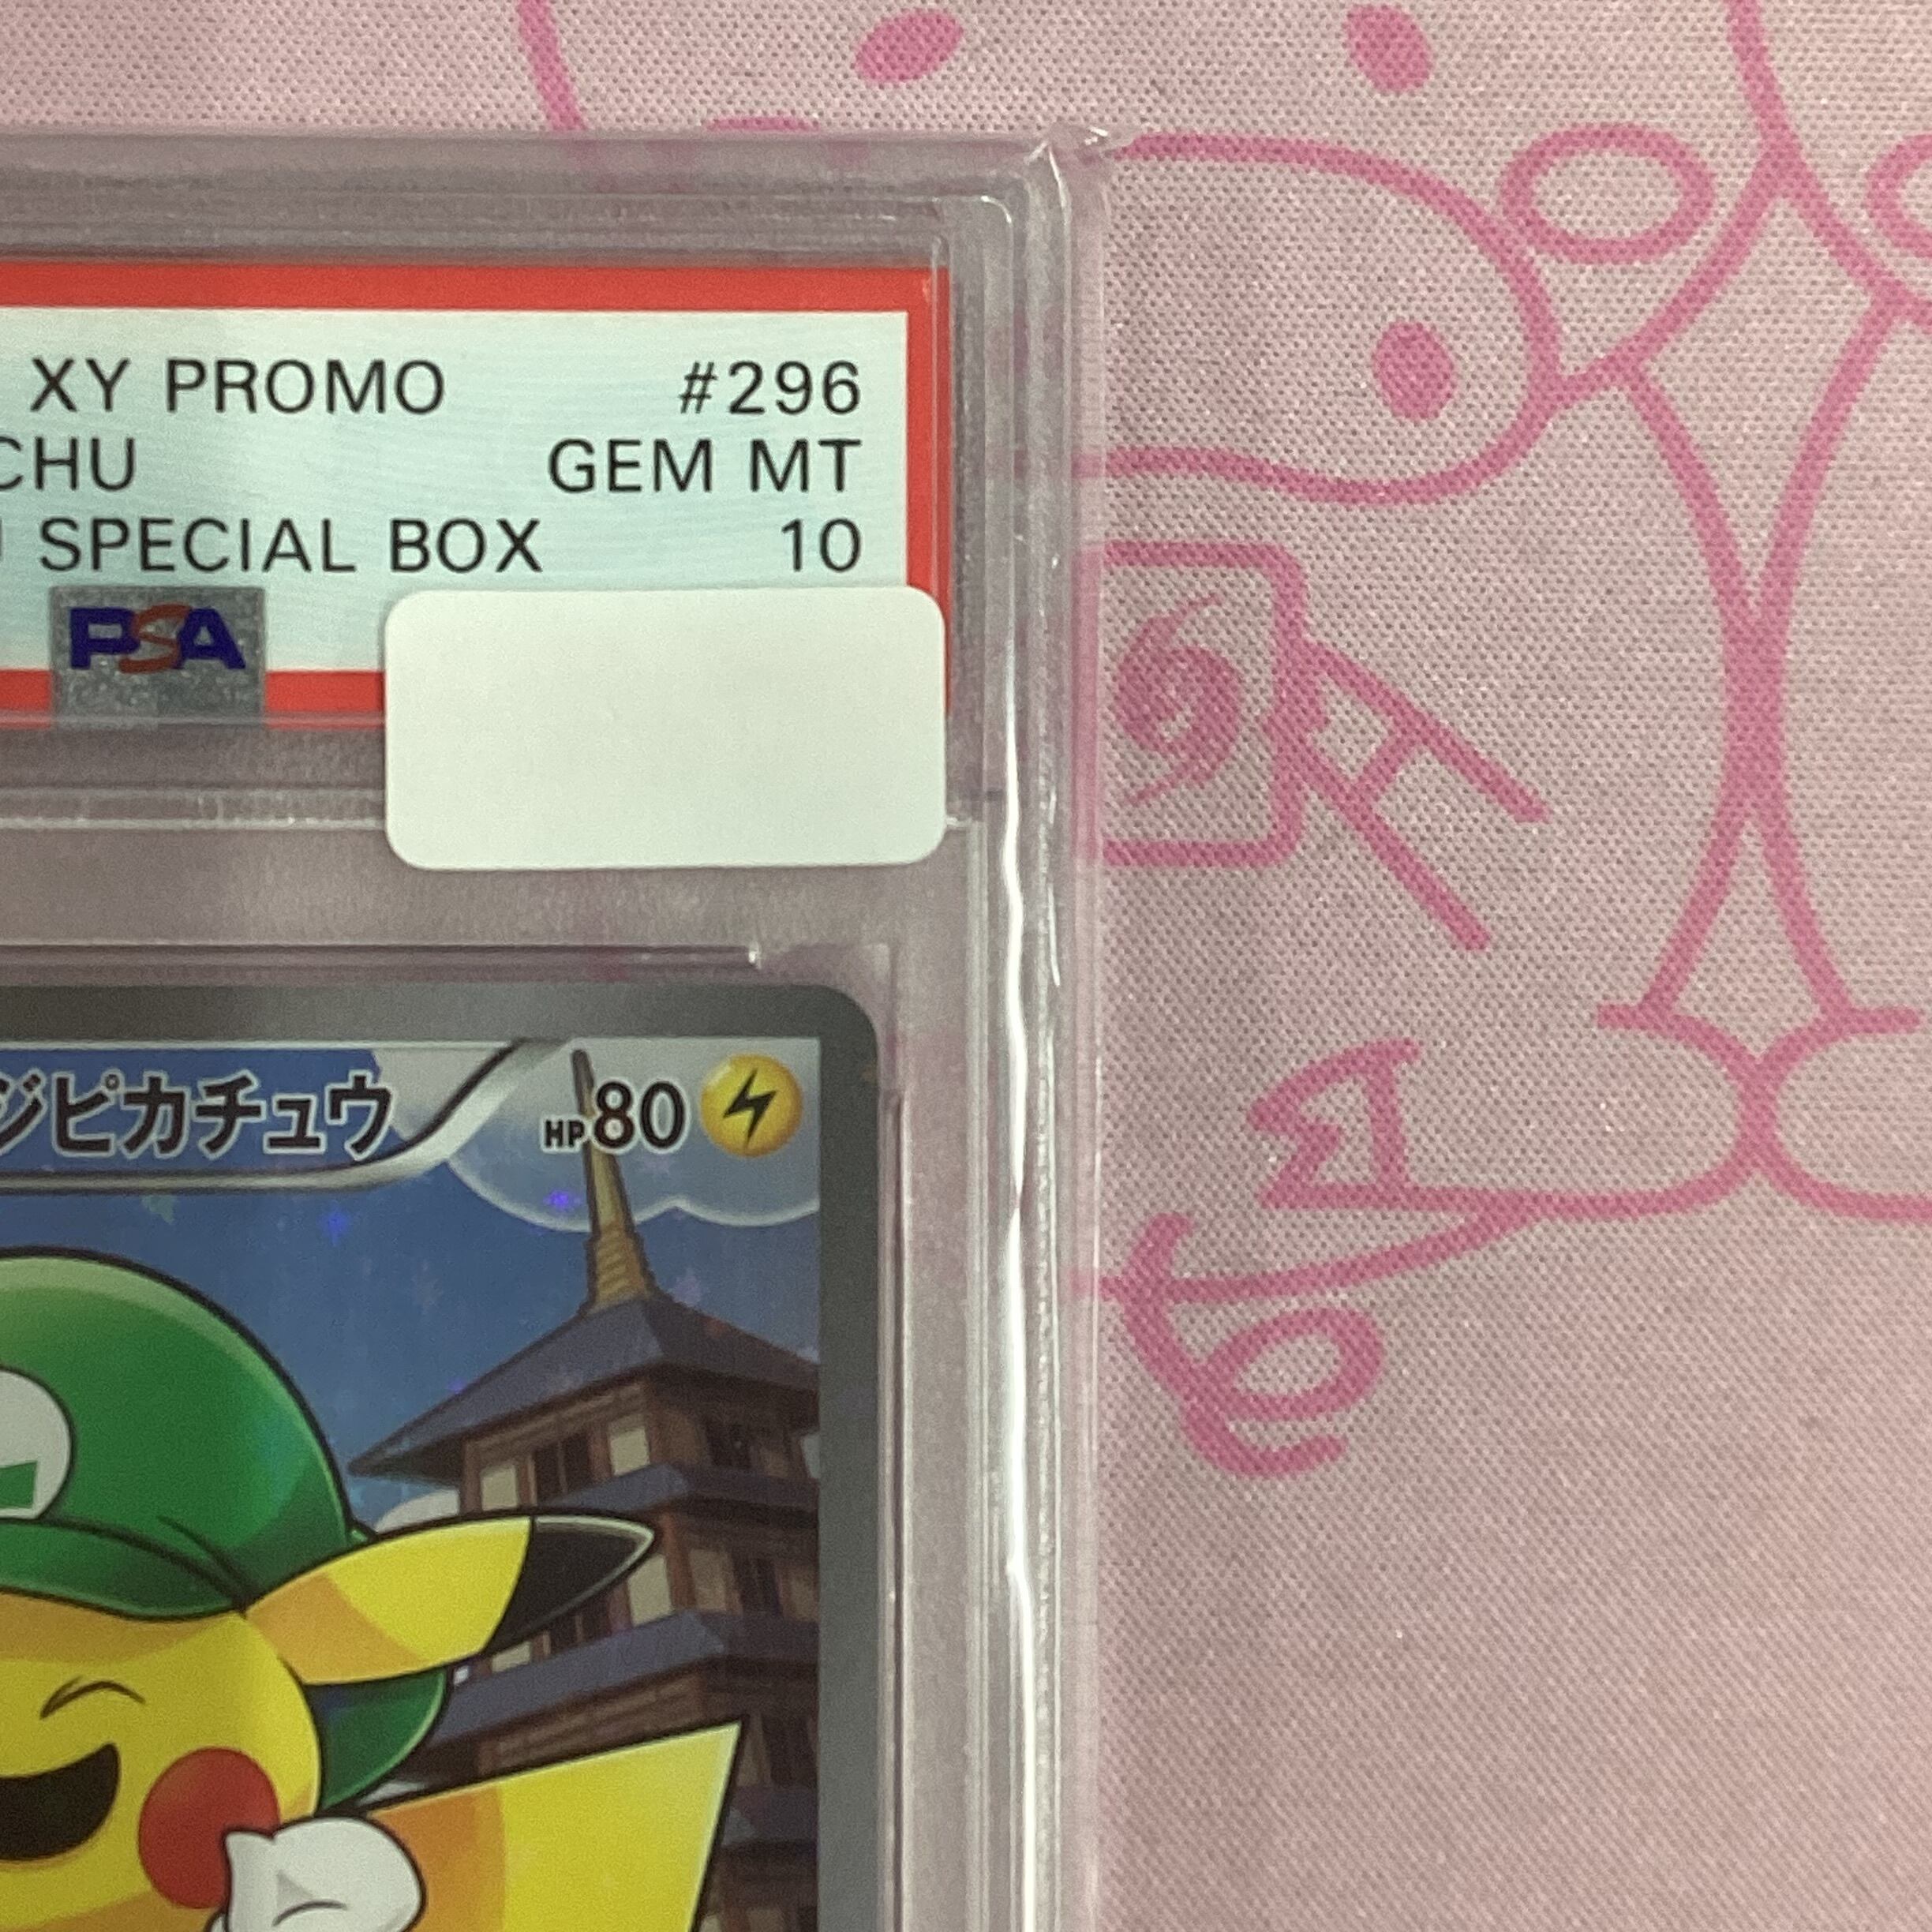 XY PROMO #296
CHU GEM MT
SPECIAL BOX 10
PSA
ジピカチュウ HP80